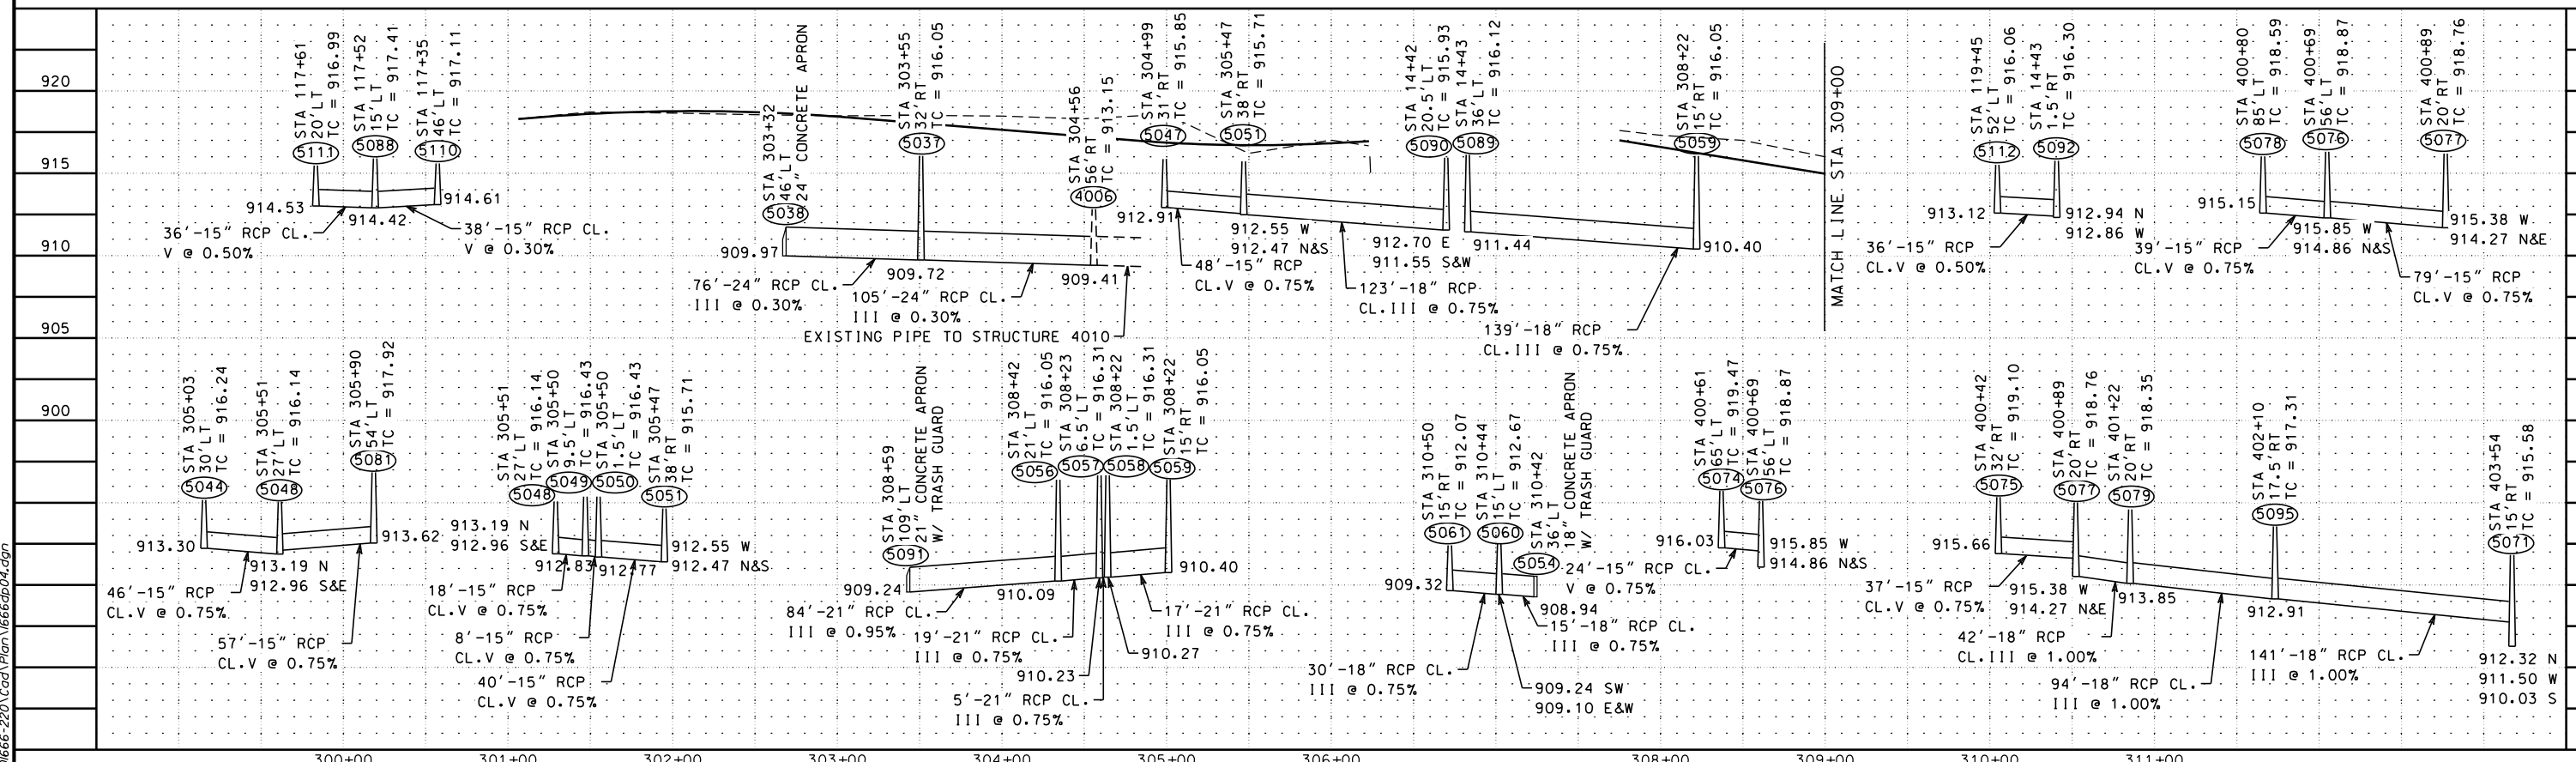 920
915
910
905
900
STA 117+61
20'LT
TC = 916.99
5111
STA 117+52
15'LT
TC = 917.41
5088
STA 117+35
46'LT
TC = 917.11
5110
914.53
914.42
914.61
36'-15" RCP CL.
V @ 0.50%
38'-15" RCP CL.
V @ 0.30%
STA 303+32
46'LT
24" CONCRETE APRON
5038
STA 303+55
32'RT
TC = 916.05
5037
STA 304+56
56'RT
TC = 913.15
4006
909.97
909.72
909.41
76'-24" RCP CL.
III @ 0.30%
105'-24" RCP CL.
III @ 0.30%
EXISTING PIPE TO STRUCTURE 4010
STA 304+99
31'RT
TC = 915.85
5047
STA 305+47
38'RT
TC = 915.71
5051
STA 14+42
20.5'LT
TC = 915.93
5090
STA 14+43
36'LT
TC = 916.12
5089
STA 308+22
15'RT
TC = 916.05
5059
912.91
912.55 W
912.47 N&S
48'-15" RCP
CL.V @ 0.75%
912.70 E
911.55 S&W
911.44
910.40
123'-18" RCP
CL.III @ 0.75%
139'-18" RCP
CL.III @ 0.75%
MATCH LINE STA 309+00
STA 119+45
52'LT
TC = 916.06
5112
STA 14+43
1.5'RT
TC = 916.30
5092
913.12
912.94 N
912.86 W
36'-15" RCP
CL.V @ 0.50%
STA 400+80
85'LT
TC = 918.59
5078
STA 400+69
56'LT
TC = 918.87
5076
STA 400+89
20'RT
TC = 918.76
5077
915.15
915.85 W
914.86 N&S
915.38 W
914.27 N&E
39'-15" RCP
CL.V @ 0.75%
79'-15" RCP
CL.V @ 0.75%
STA 305+03
30'LT
TC = 916.24
5044
STA 305+51
27'LT
TC = 916.14
5048
STA 305+90
54'LT
TC = 917.92
5081
913.30
913.19 N
912.96 S&E
913.62
46'-15" RCP
CL.V @ 0.75%
57'-15" RCP
CL.V @ 0.75%
STA 305+51
27'LT
TC = 916.14
5048
STA 305+50
9.5'LT
TC = 916.43
5049
STA 305+50
1.5'LT
TC = 916.43
5050
STA 305+47
38'RT
TC = 915.71
5051
913.19 N
912.96 S&E
912.83
912.77
912.55 W
912.47 N&S
18'-15" RCP
CL.V @ 0.75%
8'-15" RCP
CL.V @ 0.75%
40'-15" RCP
CL.V @ 0.75%
STA 308+59
109'LT
21" CONCRETE APRON
W/ TRASH GUARD
5091
STA 308+42
21'LT
TC = 916.05
5056
STA 308+23
6.5'LT
TC = 916.31
5057
STA 308+22
1.5'LT
TC = 916.31
5058
STA 308+22
15'RT
TC = 916.05
5059
909.24
910.09
910.40
84'-21" RCP CL.
III @ 0.95%
19'-21" RCP CL.
III @ 0.75%
17'-21" RCP CL.
III @ 0.75%
910.23
910.27
5'-21" RCP CL.
III @ 0.75%
STA 310+50
15'RT
TC = 912.07
5061
STA 310+44
15'LT
TC = 912.67
5060
STA 310+42
36'LT
18" CONCRETE APRON
W/ TRASH GUARD
5054
909.32
908.94
15'-18" RCP CL.
III @ 0.75%
30'-18" RCP CL.
III @ 0.75%
909.24 SW
909.10 E&W
STA 400+61
65'LT
TC = 919.47
5074
STA 400+69
56'LT
TC = 918.87
5076
916.03
915.85 W
914.86 N&S
24'-15" RCP CL.
V @ 0.75%
STA 400+42
32'RT
TC = 919.10
5075
STA 400+89
20'RT
TC = 918.76
5077
STA 401+22
20'RT
TC = 918.35
5079
STA 402+10
17.5'RT
TC = 917.31
5095
STA 403+54
15'RT
TC = 915.58
5071
915.66
37'-15" RCP
CL.V @ 0.75%
915.38 W
914.27 N&E
913.85
912.91
42'-18" RCP
CL.III @ 1.00%
94'-18" RCP CL.
III @ 1.00%
141'-18" RCP CL.
III @ 1.00%
912.32 N
911.50 W
910.03 S
300+00
301+00
302+00
303+00
304+00
305+00
306+00
308+00
309+00
310+00
311+00
666-220\Cad\Plan\1666dp04.dgn